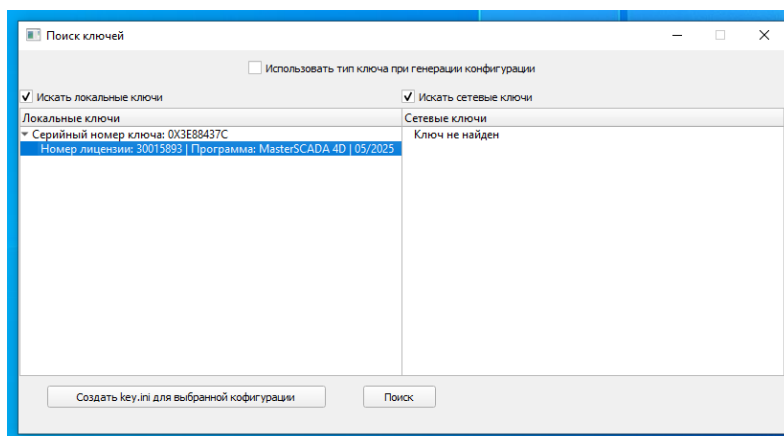 Поиск ключей
Использовать тип ключа при генерации конфигурации
Искать локальные ключи
Искать сетевые ключи
Локальные ключи
Сетевые ключи
Серийный номер ключа: 0X3E88437C
Ключ не найден
Номер лицензии: 30015893 | Программа: MasterSCADA 4D | 05/2025
Создать key.ini для выбранной кофигурации
Поиск